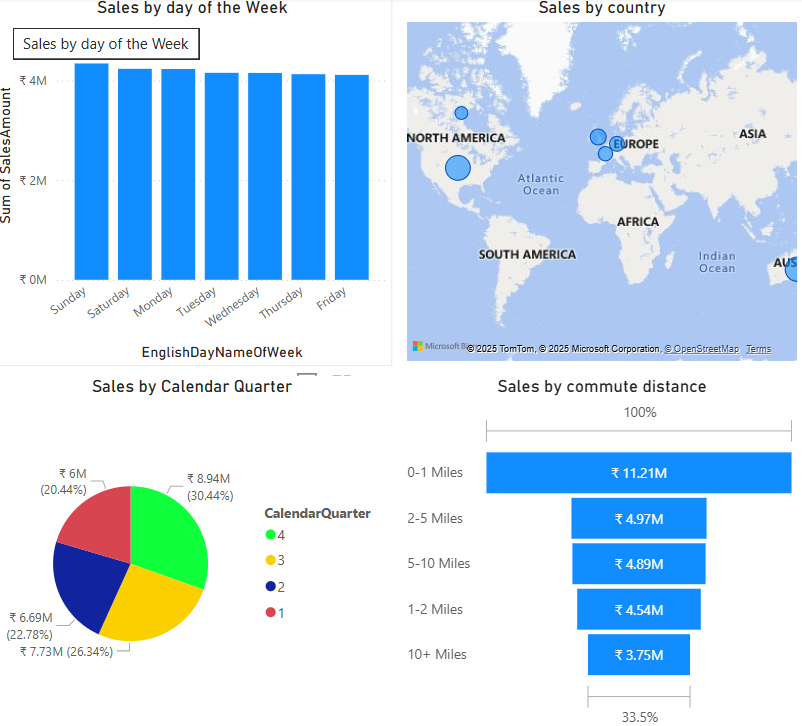 Sales by day of the Week
Sales by day of the Week
Sum of SalesAmount
₹ 4M
₹ 2M
₹ 0M
Sunday
Saturday
Monday
Tuesday
Wednesday
Thursday
Friday
EnglishDayNameOfWeek
Sales by country
NORTH AMERICA
EUROPE
ASIA
Atlantic
Ocean
AFRICA
SOUTH AMERICA
Indian
Ocean
AUS
Microsoft Bi
© 2025 TomTom, © 2025 Microsoft Corporation, © OpenStreetMap Terms
Sales by Calendar Quarter
₹ 6M
(20.44%)
₹ 8.94M
(30.44%)
₹ 6.69M
(22.78%)
₹ 7.73M (26.34%)
CalendarQuarter
4
3
2
1
Sales by commute distance
100%
0-1 Miles
₹ 11.21M
2-5 Miles
₹ 4.97M
5-10 Miles
₹ 4.89M
1-2 Miles
₹ 4.54M
10+ Miles
₹ 3.75M
33.5%